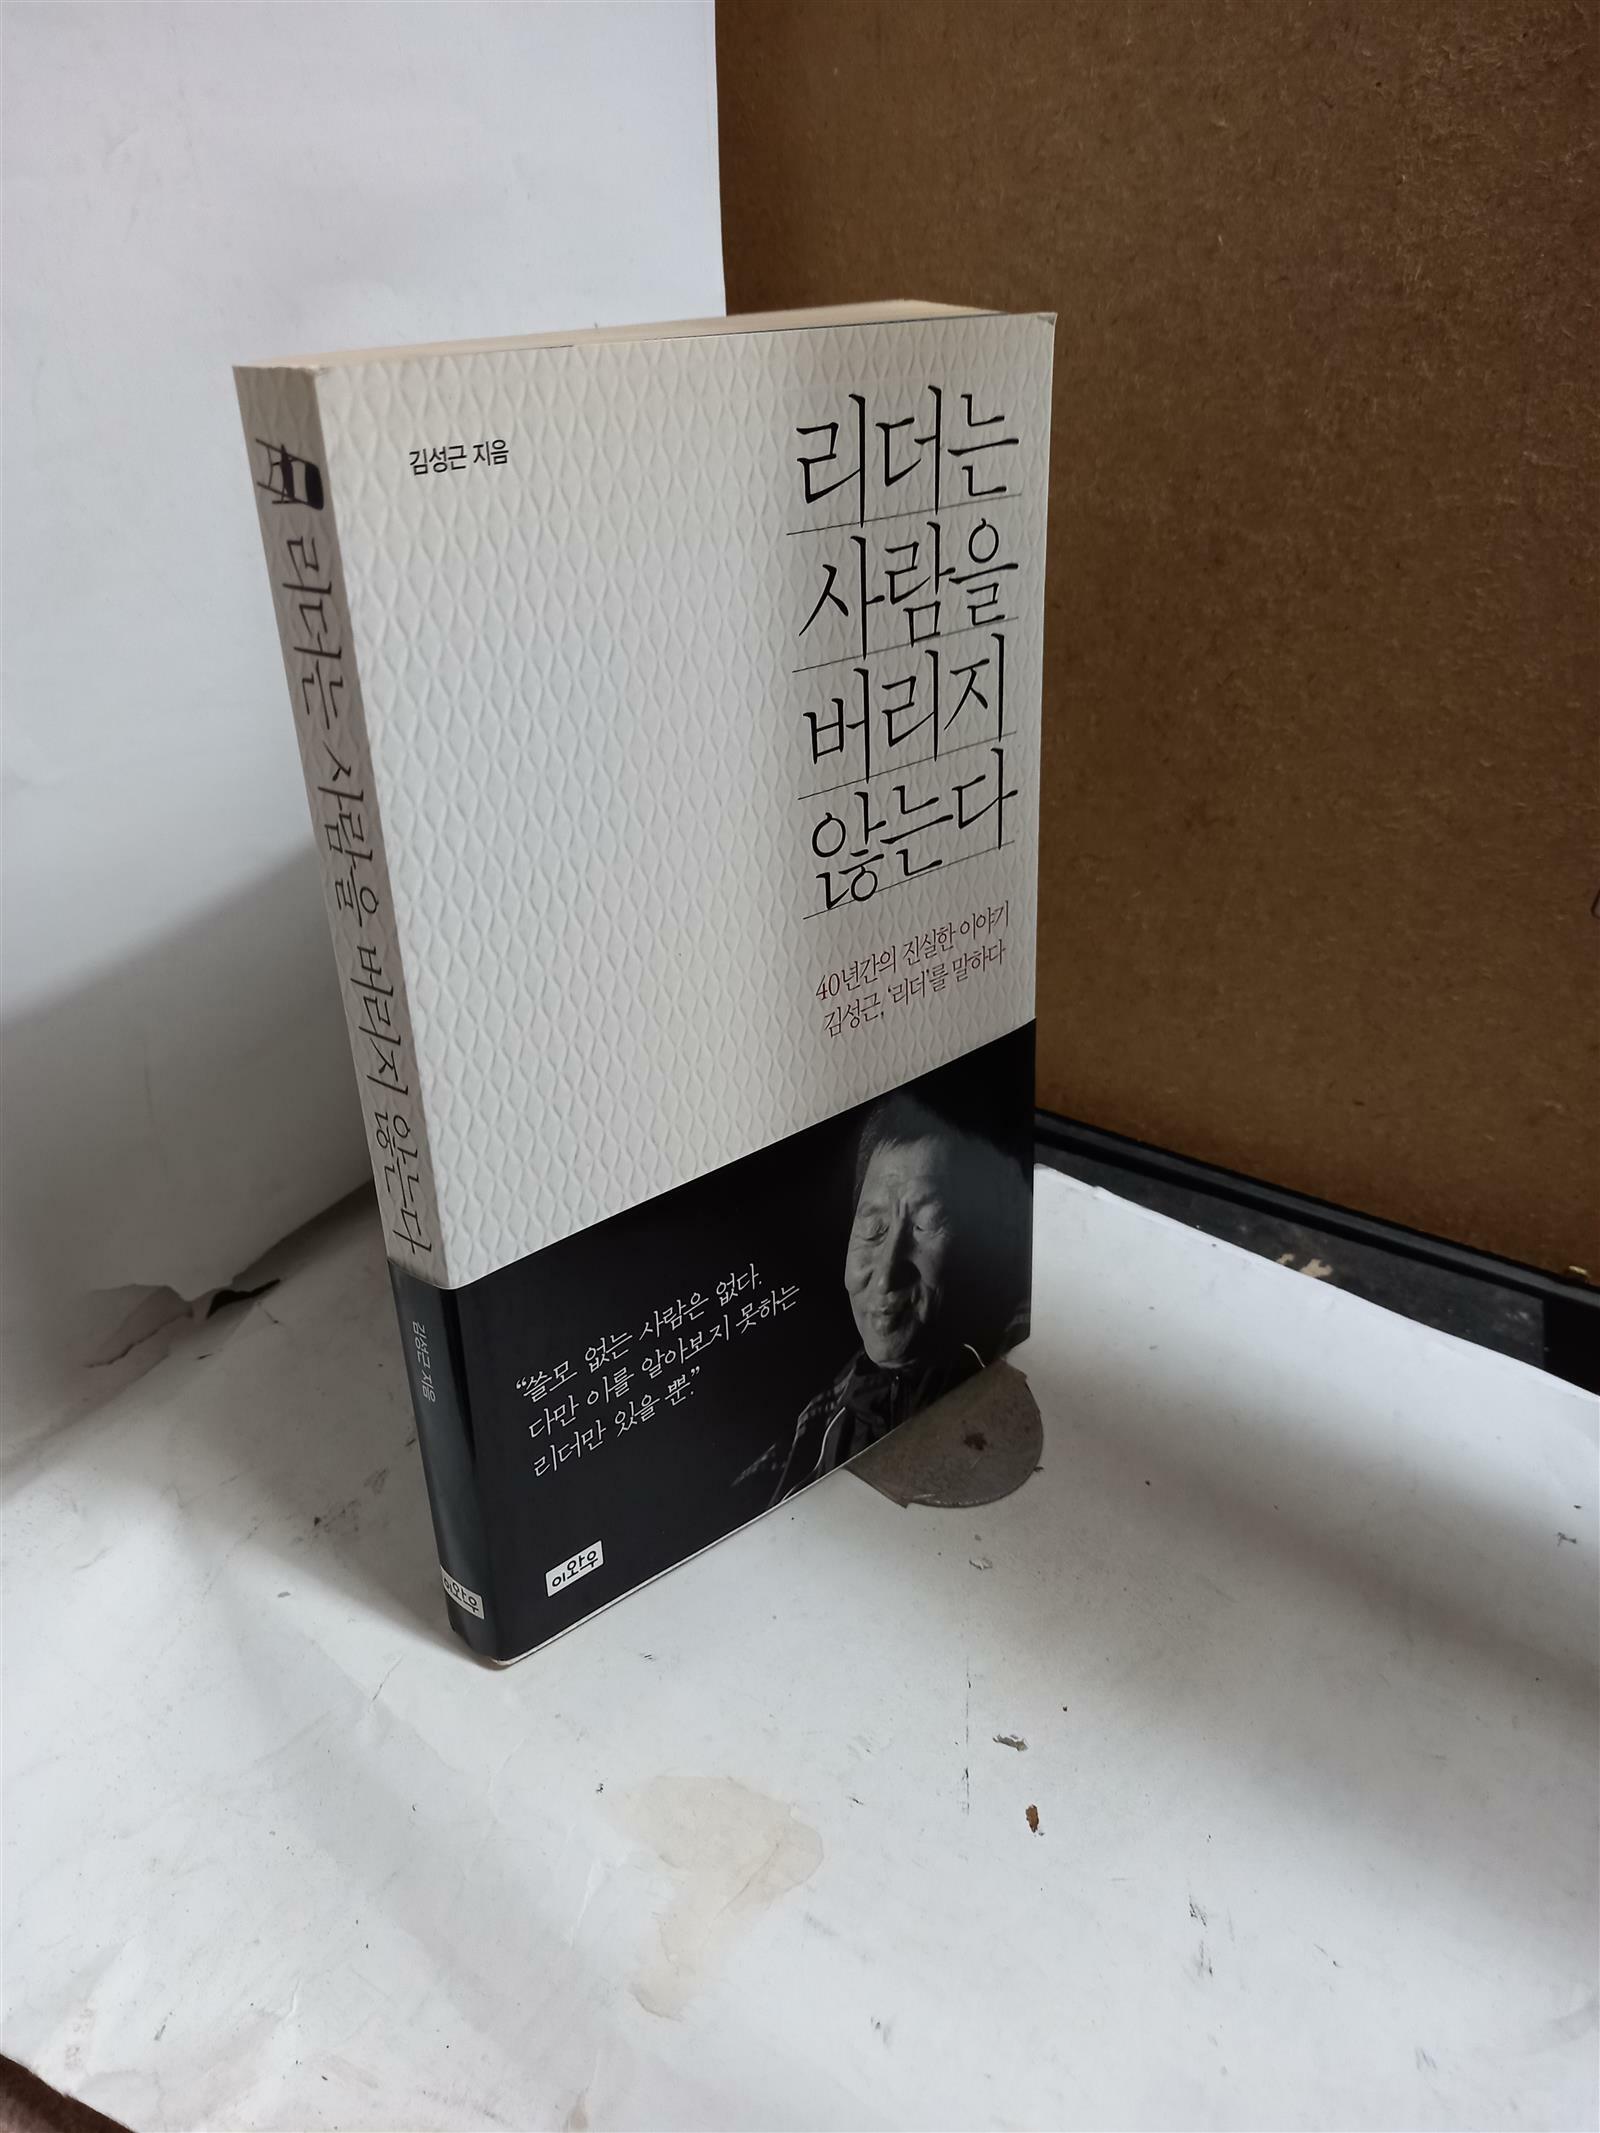 김성근 지음
리더는
사람을
버리지
않는다
40년간의 진실한 이야기
김성근, '리더'를 말하다
“쓸모 없는 사람은 없다.
다만 이를 알아보지 못하는
리더만 있을 뿐.”
이와우
리더는 사람을 버리지 않는다
김성근 지음
이와우